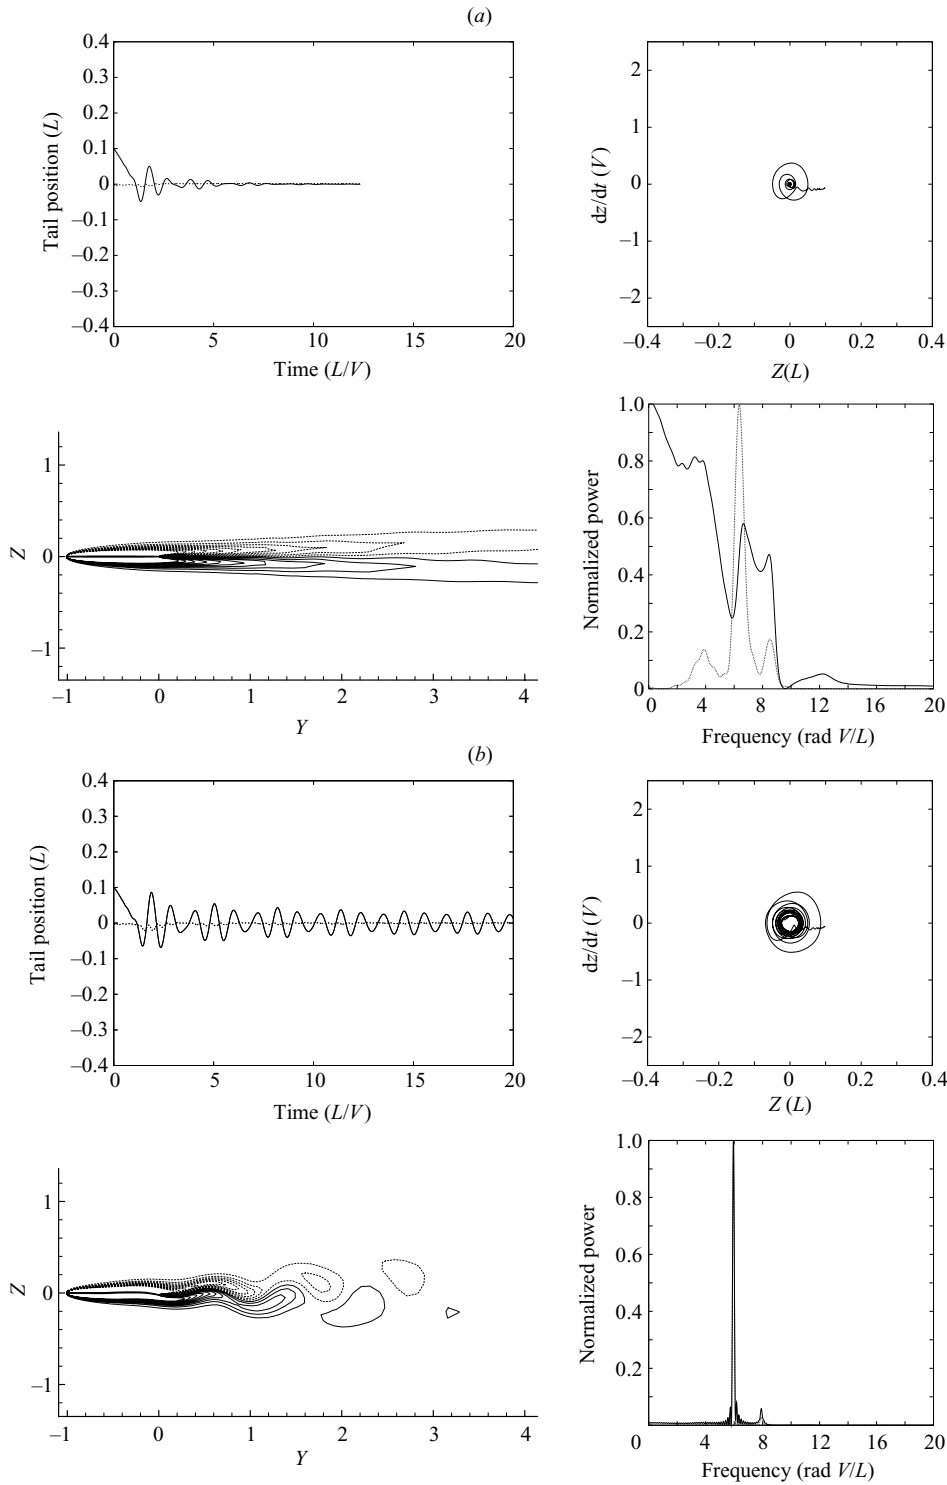 (a)
0.4
0.3
0.2
0.1
0
–0.1
–0.2
–0.3
–0.4
Tail position (L)
0 5 10 15 20
Time (L/V)
2
1
0
–1
–2
dz/dt (V)
–0.4 –0.2 0 0.2 0.4
Z(L)
1
0
–1
Z
–1 0 1 2 3 4
Y
1.0
0.8
0.6
0.4
0.2
0
Normalized power
0 4 8 12 16 20
Frequency (rad V/L)
(b)
0.4
0.3
0.2
0.1
0
–0.1
–0.2
–0.3
–0.4
Tail position (L)
0 5 10 15 20
Time (L/V)
2
1
0
–1
–2
dz/dt (V)
–0.4 –0.2 0 0.2 0.4
Z (L)
1
0
–1
Z
–1 0 1 2 3 4
Y
1.0
0.8
0.6
0.4
0.2
Normalized power
0 4 8 12 16 20
Frequency (rad V/L)